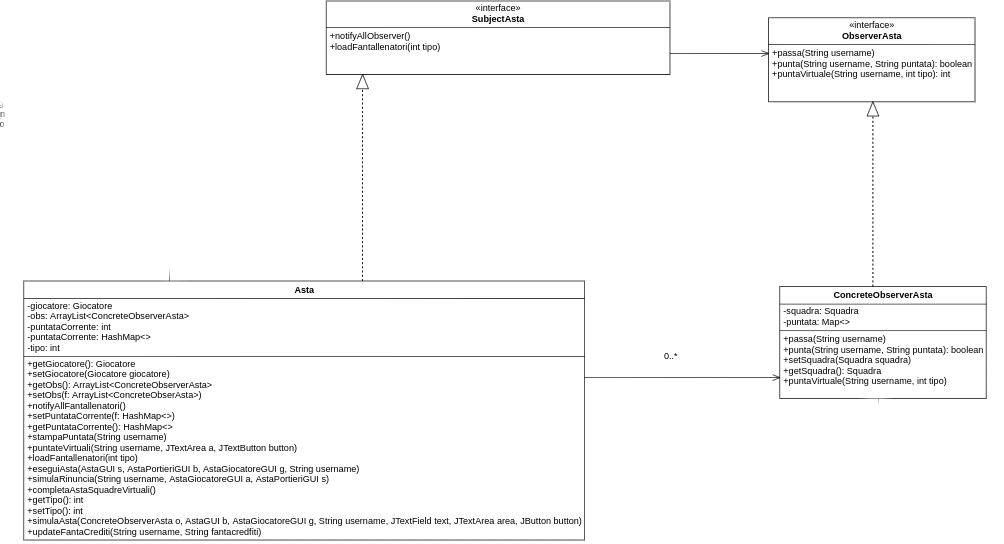 «interface»
SubjectAsta
+notifyAllObserver()
+loadFantallenatori(int tipo)
«interface»
ObserverAsta
+passa(String username)
+punta(String username, String puntata): boolean
+puntaVirtuale(String username, int tipo): int
Asta
-giocatore: Giocatore
-obs: ArrayList<ConcreteObserverAsta>
-puntataCorrente: int
-puntataCorrente: HashMap<>
-tipo: int
+getGiocatore(): Giocatore
+setGiocatore(Giocatore giocatore)
+getObs(): ArrayList<ConcreteObserverAsta>
+setObs(f: ArrayList<ConcreteObserAsta>)
+notifyAllFantallenatori()
+setPuntataCorrente(f: HashMap<>)
+getPuntataCorrente(): HashMap<>
+stampaPuntata(String username)
+puntateVirtuali(String username, JTextArea a, JTextButton button)
+loadFantallenatori(int tipo)
+eseguiAsta(AstaGUI s, AstaPortieriGUI b, AstaGiocatoreGUI g, String username)
+simulaRinuncia(String username, AstaGiocatoreGUI a, AstaPortieriGUI s)
+completaAstaSquadreVirtuali()
+getTipo(): int
+setTipo(): int
+simulaAsta(ConcreteObserverAsta o, AstaGUI b, AstaGiocatoreGUI g, String username, JTextField text, JTextArea area, JButton button)
+updateFantaCrediti(String username, String fantacredfiti)
0..*
ConcreteObserverAsta
-squadra: Squadra
-puntata: Map<>
+passa(String username)
+punta(String username, String puntata): boolean
+setSquadra(Squadra squadra)
+getSquadra(): Squadra
+puntaVirtuale(String username, int tipo)